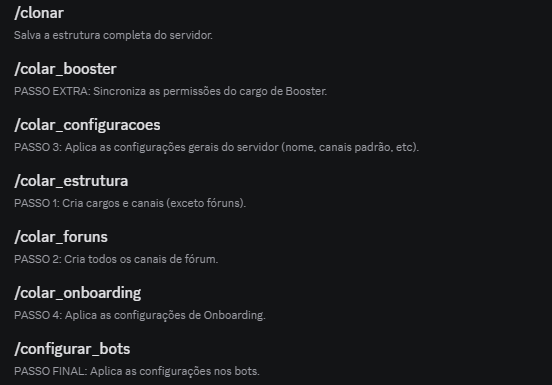 /clonar
Salva a estrutura completa do servidor.
/colar_booster
PASSO EXTRA: Sincroniza as permissões do cargo de Booster.
/colar_configuracoes
PASSO 3: Aplica as configurações gerais do servidor (nome, canais padrão, etc).
/colar_estrutura
PASSO 1: Cria cargos e canais (exceto fóruns).
/colar_foruns
PASSO 2: Cria todos os canais de fórum.
/colar_onboarding
PASSO 4: Aplica as configurações de Onboarding.
/configurar_bots
PASSO FINAL: Aplica as configurações nos bots.